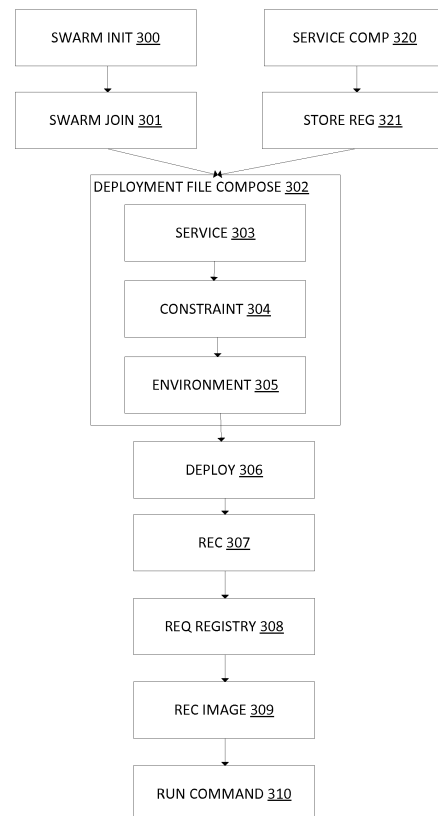 SWARM INIT 300
SERVICE COMP 320
SWARM JOIN 301
STORE REG 321
DEPLOYMENT FILE COMPOSE 302
SERVICE 303
CONSTRAINT 304
ENVIRONMENT 305
DEPLOY 306
REC 307
REQ REGISTRY 308
REC IMAGE 309
RUN COMMAND 310